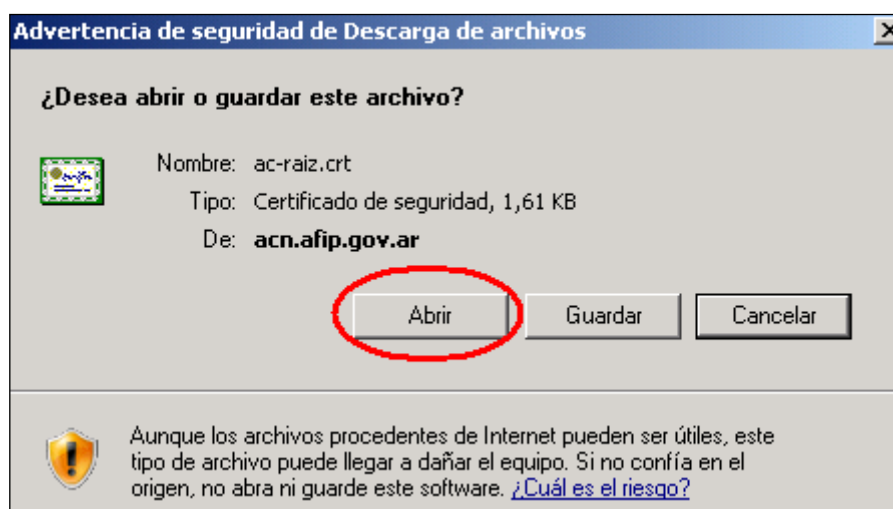 Advertencia de seguridad de Descarga de archivos
¿Desea abrir o guardar este archivo?
Nombre: ac-raiz.crt
Tipo: Certificado de seguridad, 1,61 KB
De: acn.afip.gov.ar
Abrir Guardar Cancelar
Aunque los archivos procedentes de Internet pueden ser útiles, este
tipo de archivo puede llegar a dañar el equipo. Si no confía en el
origen, no abra ni guarde este software. ¿Cuál es el riesgo?